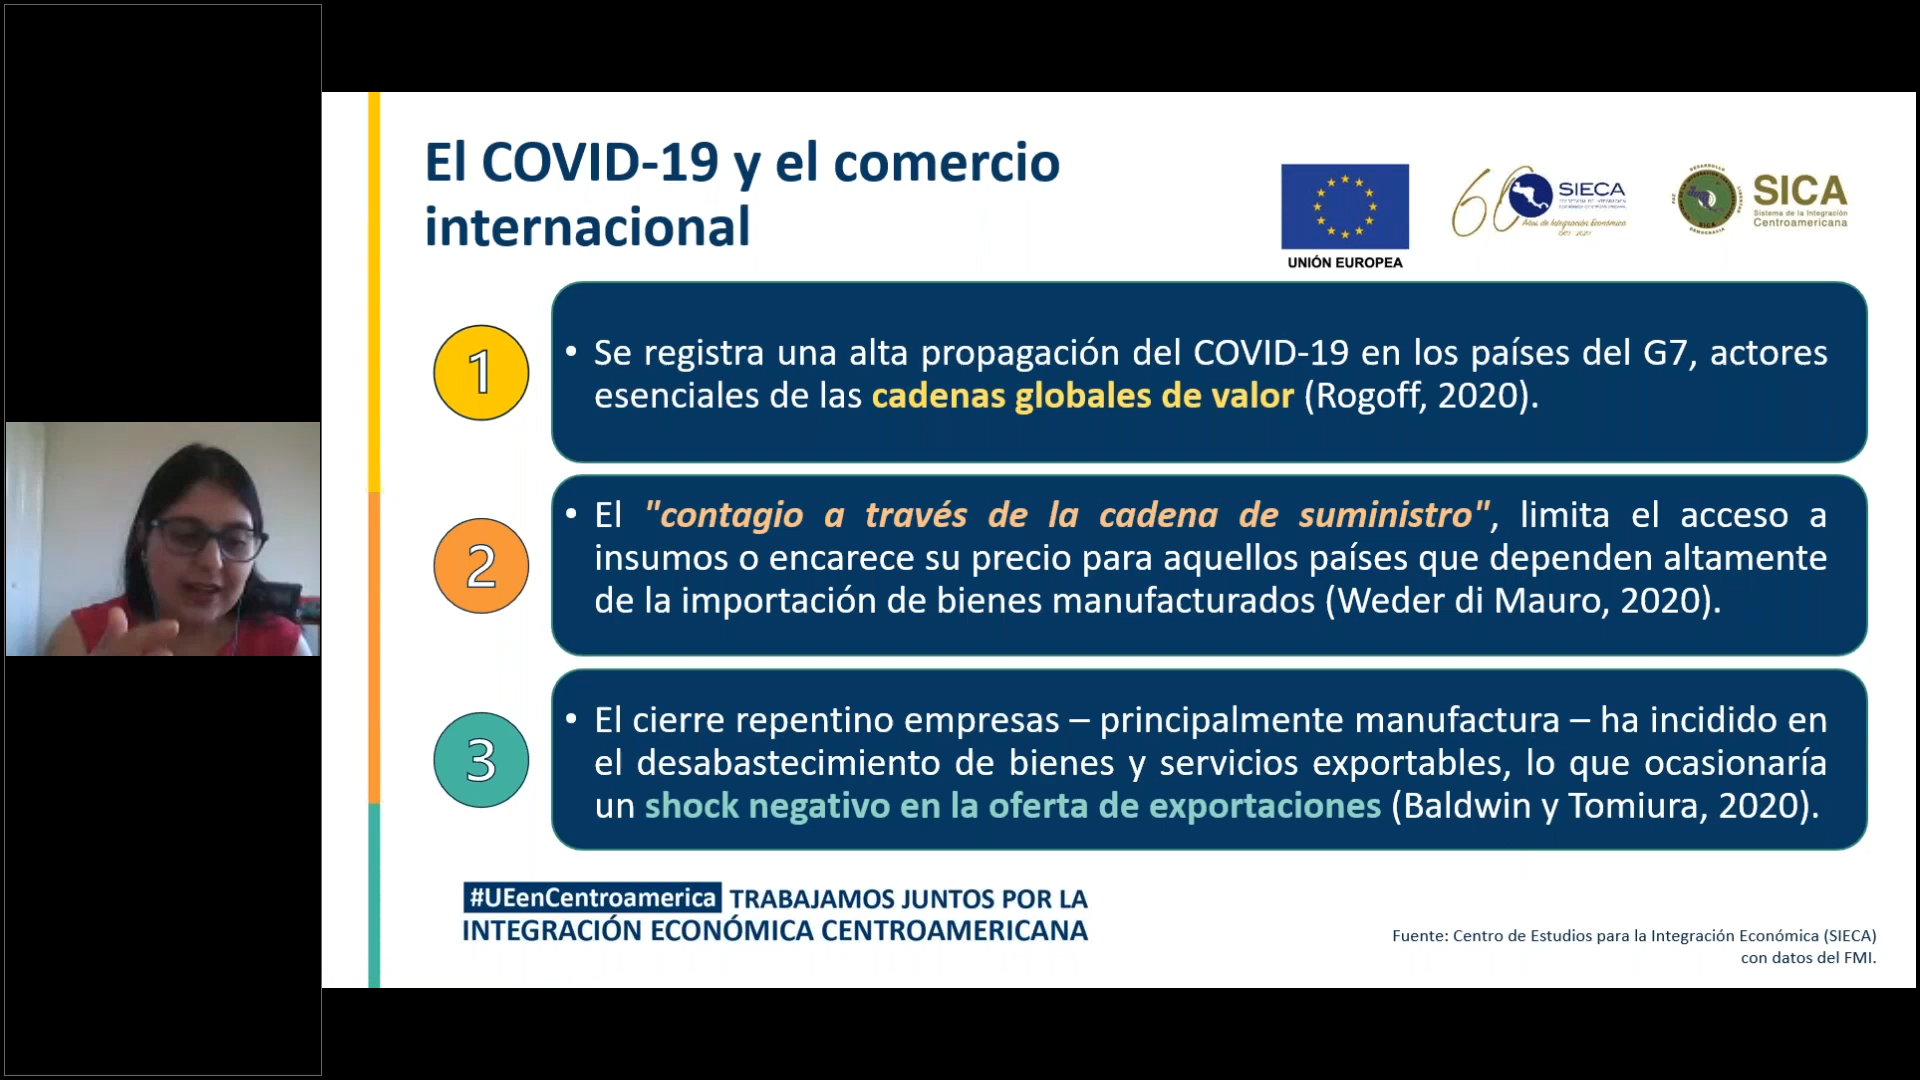 El COVID-19 y el comercio
internacional
UNIÓN EUROPEA
60
SIECA
Años de Integración Económica
SICA
Sistema de la Integración
Centroamericana
1
• Se registra una alta propagación del COVID-19 en los países del G7, actores
esenciales de las cadenas globales de valor (Rogoff, 2020).
2
• El "contagio a través de la cadena de suministro", limita el acceso a
insumos o encarece su precio para aquellos países que dependen altamente
de la importación de bienes manufacturados (Weder di Mauro, 2020).
3
• El cierre repentino empresas – principalmente manufactura – ha incidido en
el desabastecimiento de bienes y servicios exportables, lo que ocasionaría
un shock negativo en la oferta de exportaciones (Baldwin y Tomiura, 2020).
#UEenCentroamerica TRABAJAMOS JUNTOS POR LA
INTEGRACIÓN ECONÓMICA CENTROAMERICANA
Fuente: Centro de Estudios para la Integración Económica (SIECA)
con datos del FMI.